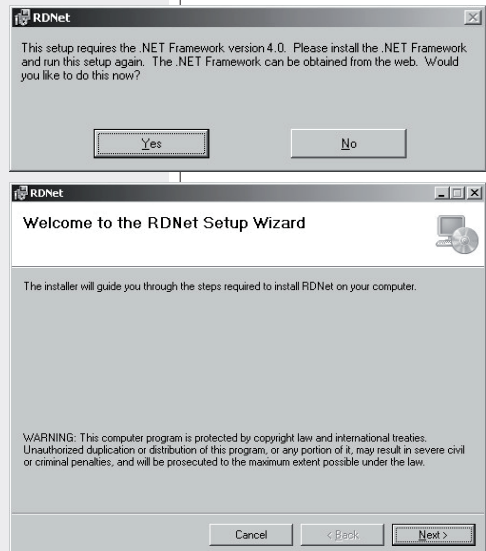 RDNet
This setup requires the .NET Framework version 4.0. Please install the .NET Framework
and run this setup again. The .NET Framework can be obtained from the web. Would
you like to do this now?
Yes
No
RDNet
Welcome to the RDNet Setup Wizard
The installer will guide you through the steps required to install RDNet on your computer.
WARNING: This computer program is protected by copyright law and international treaties.
Unauthorized duplication or distribution of this program, or any portion of it, may result in severe civil
or criminal penalties, and will be prosecuted to the maximum extent possible under the law.
Cancel
< Back
Next >